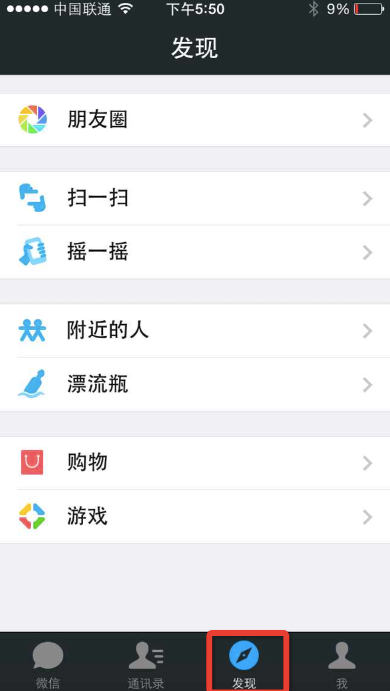 中国联通 下午5:50 9%
发现
朋友圈
扫一扫
摇一摇
附近的人
漂流瓶
购物
游戏
微信 通讯录 发现 我